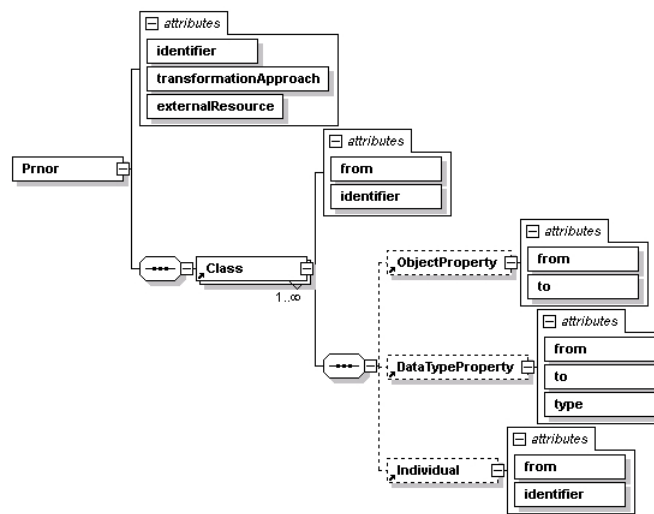 attributes
identifier
transformationApproach
externalResource
Prnor
attributes
from
identifier
Class
1..∞
attributes
ObjectProperty
from
to
attributes
from
DataTypeProperty
to
type
attributes
Individual
from
identifier